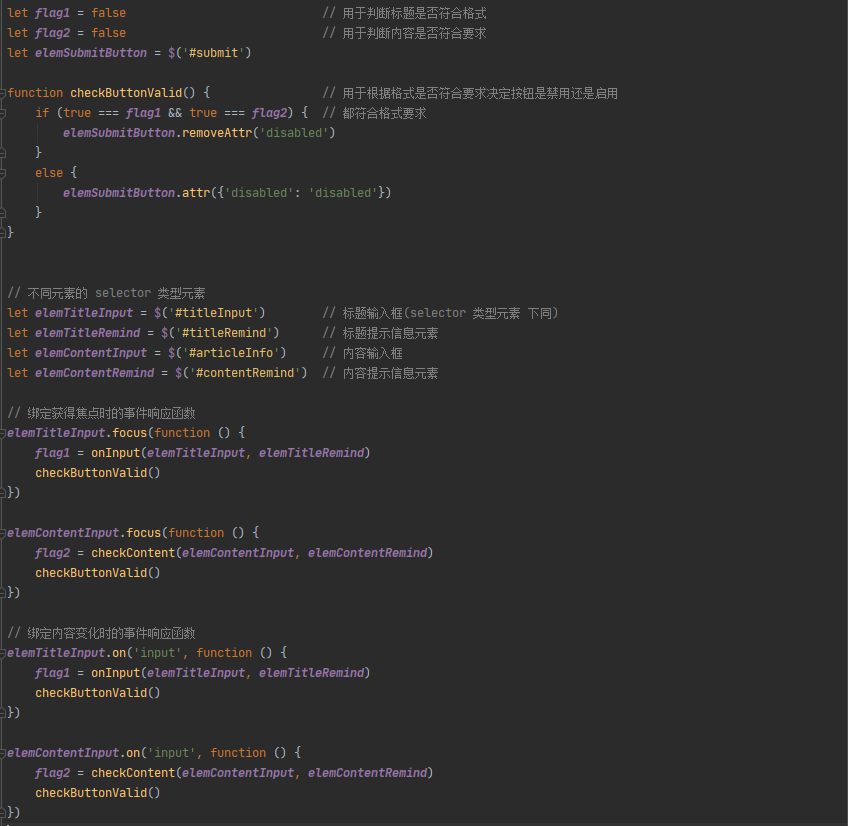 let flag1 = false // 用于判断标题是否符合格式
let flag2 = false // 用于判断内容是否符合要求
let elemSubmitButton = $('#submit')
function checkButtonValid() { // 用于根据格式是否符合要求决定按钮是禁用还是启用
if (true === flag1 && true === flag2) { // 都符合格式要求
elemSubmitButton.removeAttr('disabled')
}
else {
elemSubmitButton.attr({'disabled': 'disabled'})
}
}
// 不同元素的 selector 类型元素
let elemTitleInput = $('#titleInput') // 标题输入框(selector 类型元素 下同)
let elemTitleRemind = $('#titleRemind') // 标题提示信息元素
let elemContentInput = $('#articleInfo') // 内容输入框
let elemContentRemind = $('#contentRemind') // 内容提示信息元素
// 绑定获得焦点时的事件响应函数
elemTitleInput.focus(function () {
flag1 = onInput(elemTitleInput, elemTitleRemind)
checkButtonValid()
})
elemContentInput.focus(function () {
flag2 = checkContent(elemContentInput, elemContentRemind)
checkButtonValid()
})
// 绑定内容变化时的事件响应函数
elemTitleInput.on('input', function () {
flag1 = onInput(elemTitleInput, elemTitleRemind)
checkButtonValid()
})
elemContentInput.on('input', function () {
flag2 = checkContent(elemContentInput, elemContentRemind)
checkButtonValid()
})